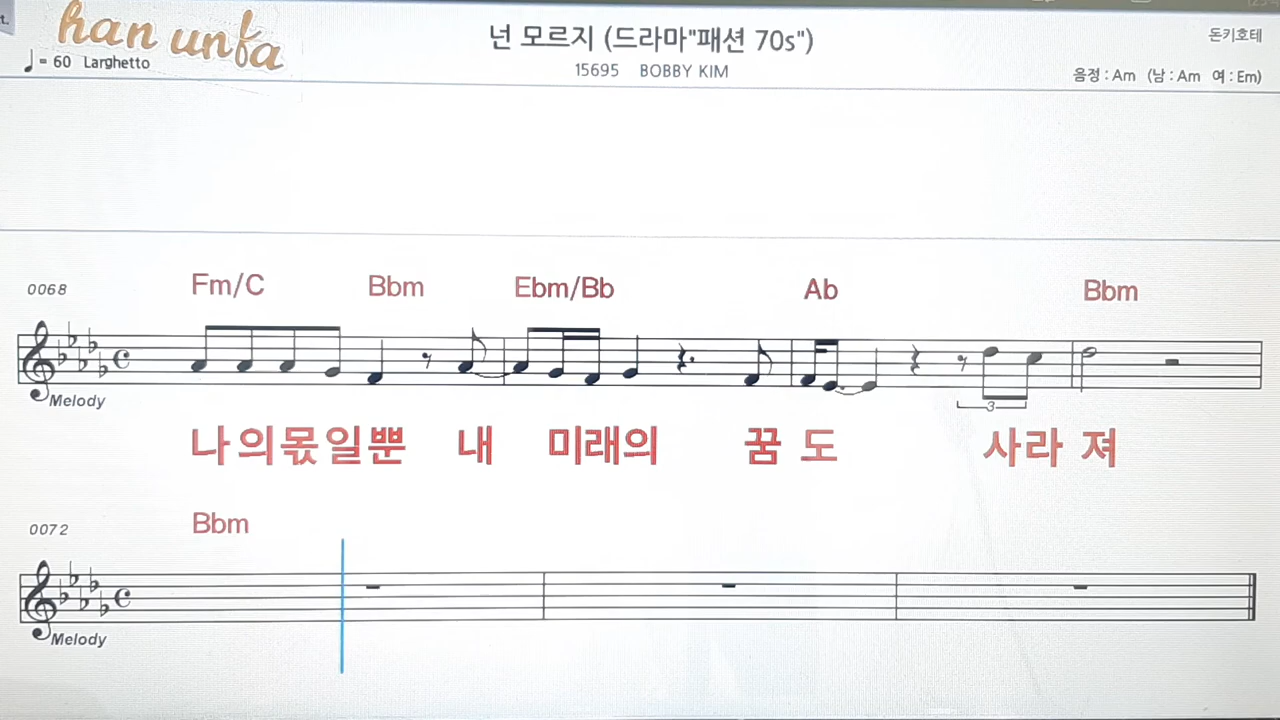 t.
han unfa
♩= 60 Larghetto
넌 모르지 (드라마"패션 70s")
15695 BOBBY KIM
돈키호테
음정 : Am (남 : Am 여 : Em)
0068 Fm/C Bbm Ebm/Bb Ab Bbm
3
Melody
나의몫일뿐 내 미래의 꿈 도 사라 져
0072 Bbm
Melody